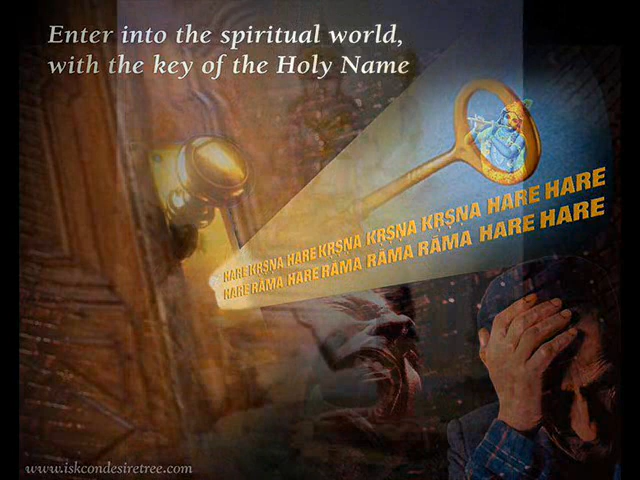 Enter into the spiritual world,
with the key of the Holy Name
HARE KṚṢṆA HARE KṚṢṆA KṚṢṆA KṚṢṆA HARE HARE
HARE RĀMA HARE RĀMA RĀMA RĀMA HARE HARE
www.iskcondesiretree.com